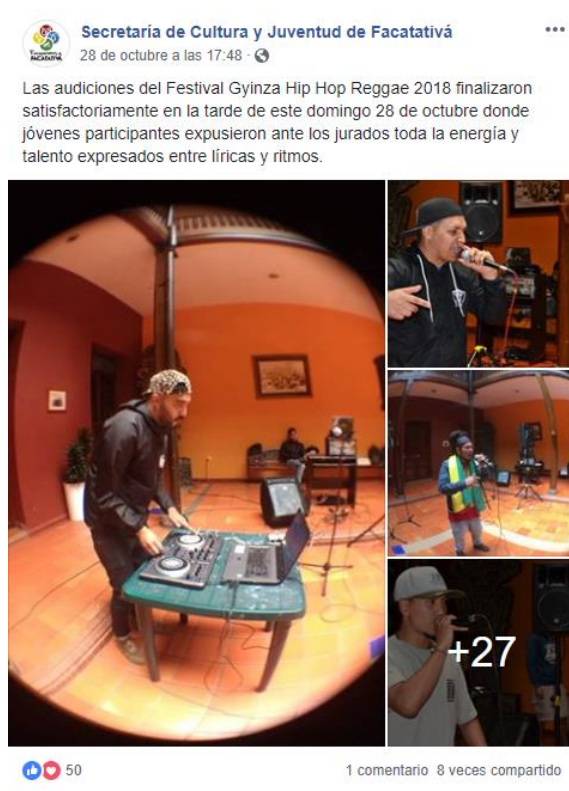 Secretaría de Cultura y Juventud de Facatativá
28 de octubre a las 17:48 ·
Las audiciones del Festival Gyinza Hip Hop Reggae 2018 finalizaron
satisfactoriamente en la tarde de este domingo 28 de octubre donde
jóvenes participantes expusieron ante los jurados toda la energía y
talento expresados entre líricas y ritmos.
+27
50
1 comentario 8 veces compartido